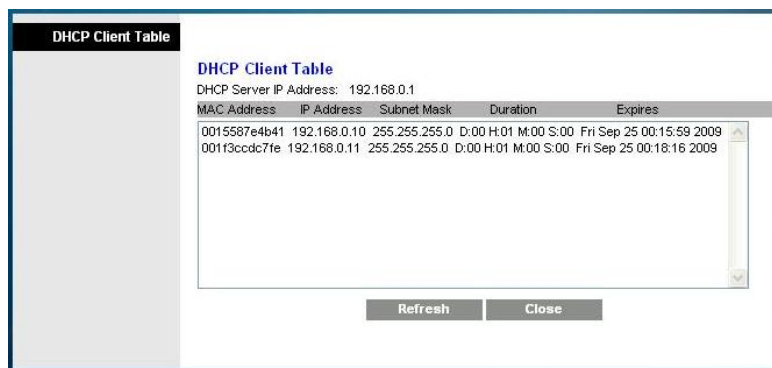 DHCP Client Table
DHCP Client Table
DHCP Server IP Address: 192.168.0.1
MAC Address IP Address Subnet Mask Duration Expires
0015587e4b41 192.168.0.10 255.255.255.0 D:00 H:01 M:00 S:00 Fri Sep 25 00:15:59 2009
001f3ccdc7fe 192.168.0.11 255.255.255.0 D:00 H:01 M:00 S:00 Fri Sep 25 00:18:16 2009
Refresh Close